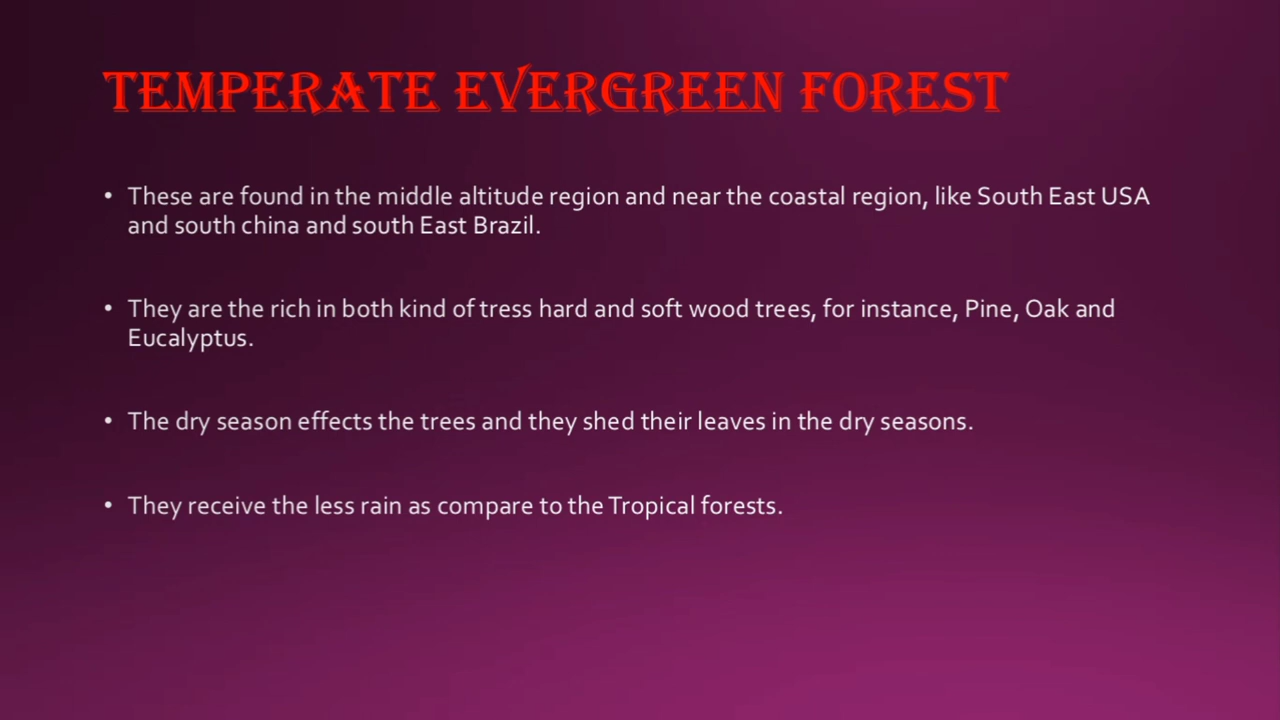 TEMPERATE EVERGREEN FOREST
• These are found in the middle altitude region and near the coastal region, like South East USA
and south china and south East Brazil.
• They are the rich in both kind of tress hard and soft wood trees, for instance, Pine, Oak and
Eucalyptus.
• The dry season effects the trees and they shed their leaves in the dry seasons.
• They receive the less rain as compare to the Tropical forests.